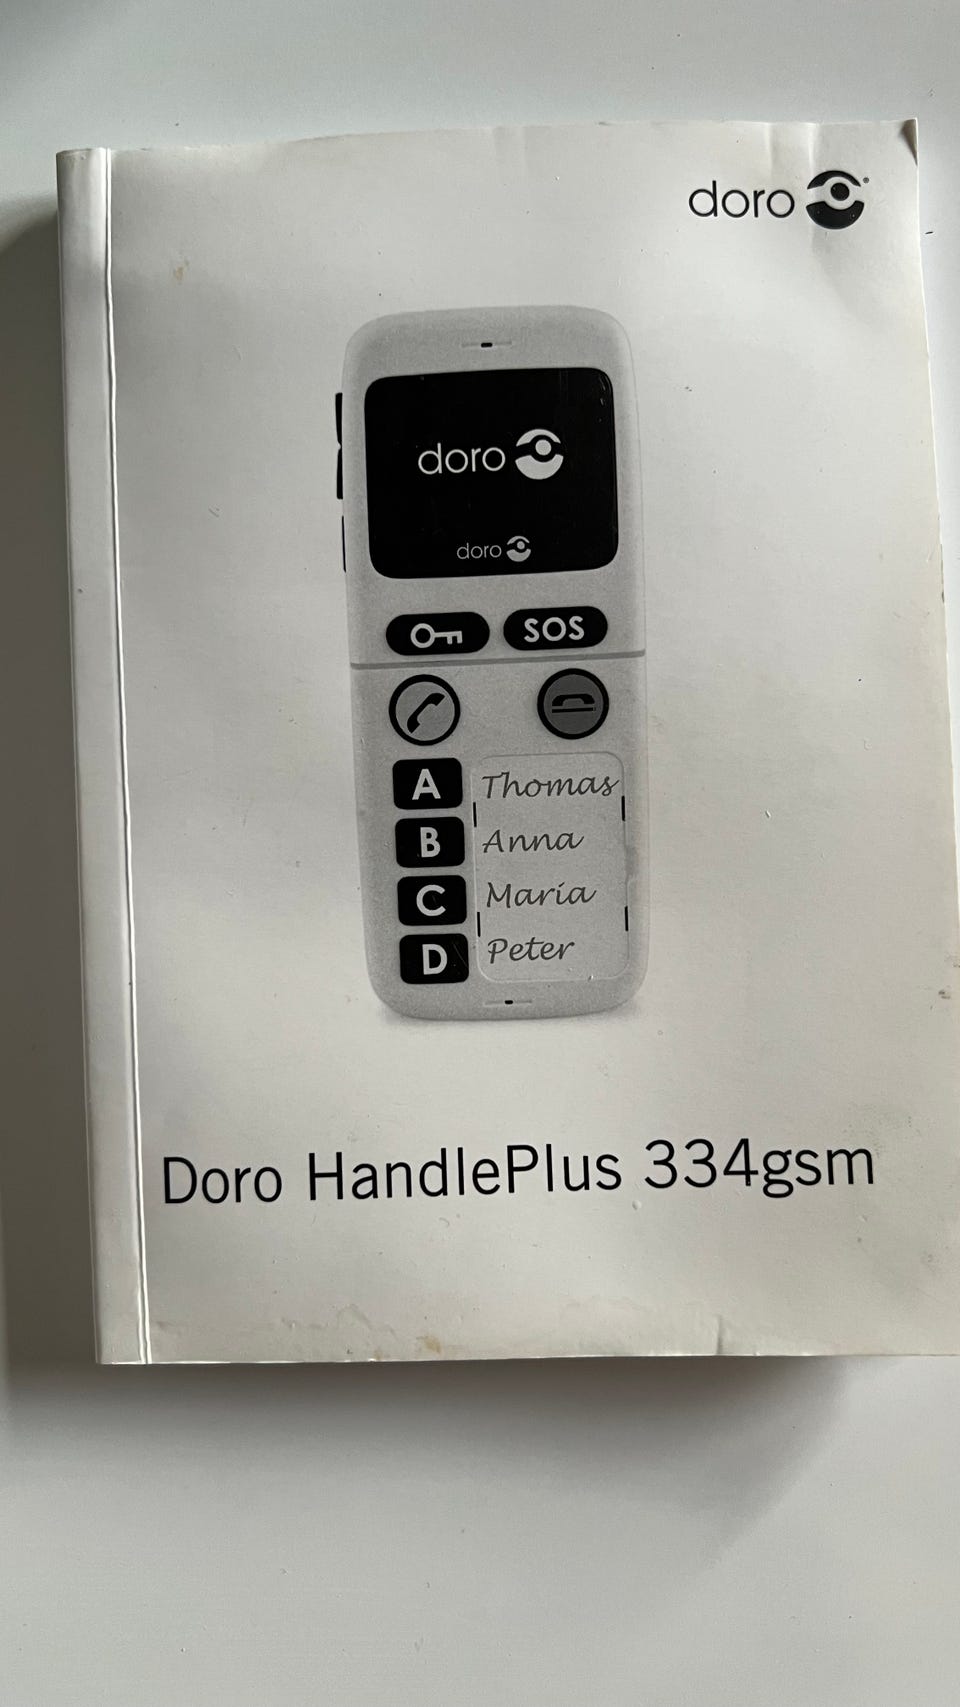 doro
doro
doro
SOS
A Thomas
B Anna
C Maria
D Peter
Doro HandlePlus 334gsm